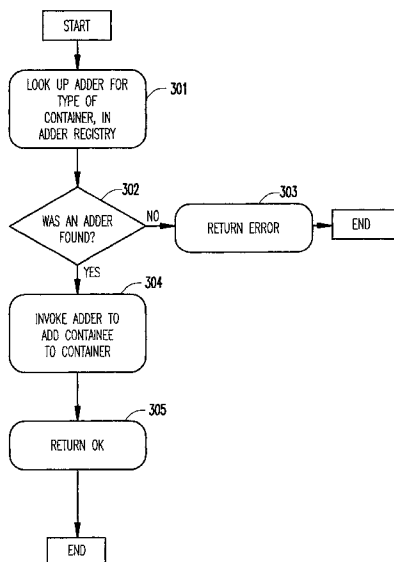 START
LOOK UP ADDER FOR
TYPE OF
CONTAINER, IN
ADDER REGISTRY
301
302
WAS AN ADDER
FOUND?
NO
303
RETURN ERROR
END
YES
304
INVOKE ADDER TO
ADD CONTAINEE
TO CONTAINER
305
RETURN OK
END